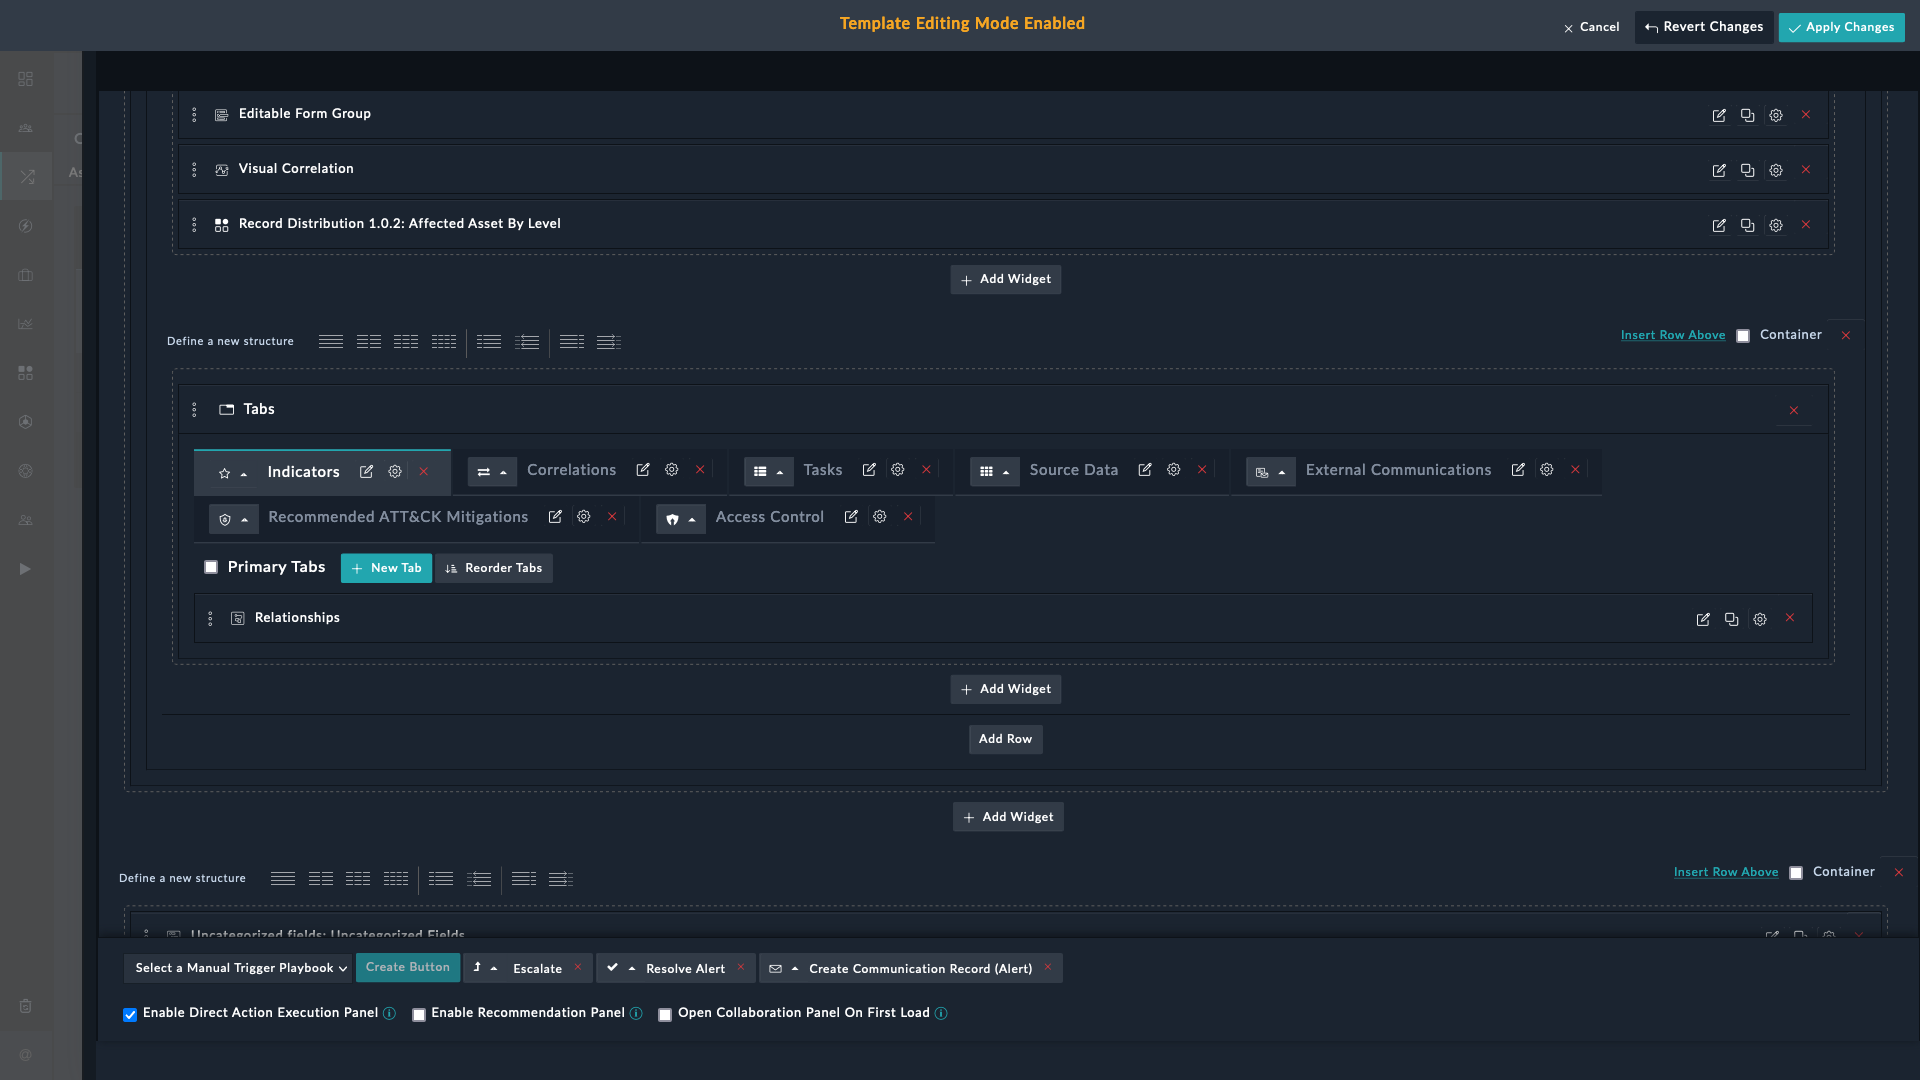 Template Editing Mode Enabled
Cancel
Revert Changes
Apply Changes
C
As
Editable Form Group
Visual Correlation
Record Distribution 1.0.2: Affected Asset By Level
Add Widget
Define a new structure
Insert Row Above
Container
Tabs
Indicators
Correlations
Tasks
Source Data
External Communications
Recommended ATT&CK Mitigations
Access Control
Primary Tabs
New Tab
Reorder Tabs
Relationships
Add Widget
Add Row
Add Widget
Define a new structure
Insert Row Above
Container
Uncategorized fields: Uncategorized Fields
Select a Manual Trigger Playbook
Create Button
Escalate
Resolve Alert
Create Communication Record (Alert)
Enable Direct Action Execution Panel
Enable Recommendation Panel
Open Collaboration Panel On First Load